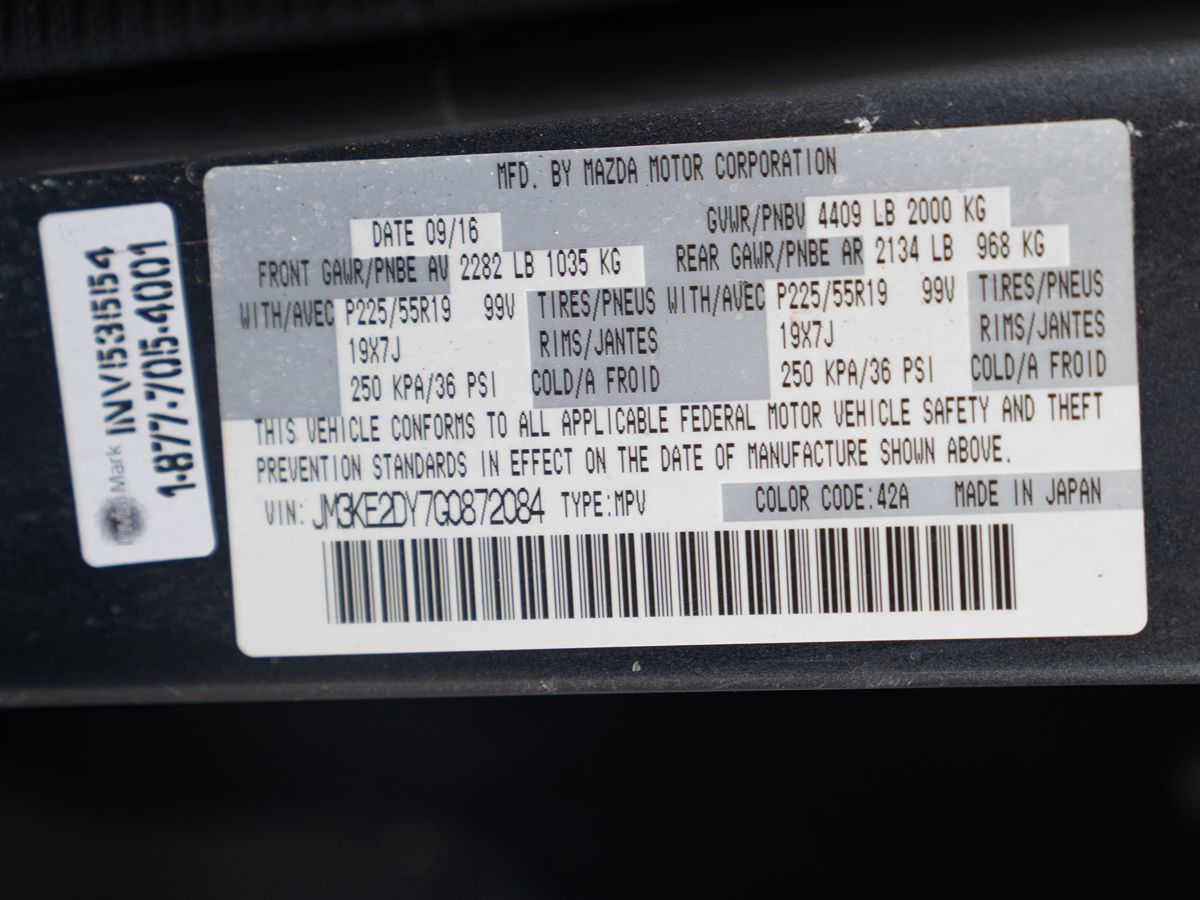 MFD. BY MAZDA MOTOR CORPORATION
DATE 09/16 GVWR/PNBV 4409 LB 2000 KG
FRONT GAWR/PNBE AV 2282 LB 1035 KG REAR GAWR/PNBE AR 2134 LB 968 KG
WITH/AVEC P225/55R19 99V TIRES/PNEUS WITH/AVEC P225/55R19 99V TIRES/PNEUS
19X7J RIMS/JANTES 19X7J RIMS/JANTES
250 KPA/36 PSI COLD/A FROID 250 KPA/36 PSI COLD/A FROID
THIS VEHICLE CONFORMS TO ALL APPLICABLE FEDERAL MOTOR VEHICLE SAFETY AND THEFT
PREVENTION STANDARDS IN EFFECT ON THE DATE OF MANUFACTURE SHOWN ABOVE.
VIN: JM3KE2DY7G0872084 TYPE:MPV COLOR CODE:42A MADE IN JAPAN
Mark INV15315154
1-877-705-4001